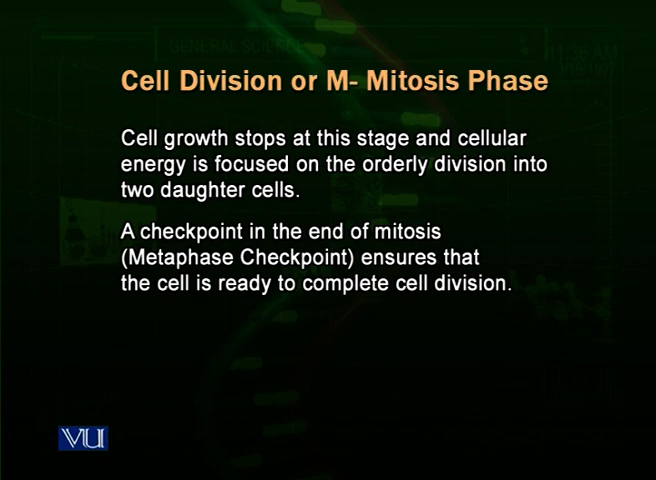 GENERAL SCIENCE
Cell Division or M- Mitosis Phase
Cell growth stops at this stage and cellular
energy is focused on the orderly division into
two daughter cells.
A checkpoint in the end of mitosis
(Metaphase Checkpoint) ensures that
the cell is ready to complete cell division.
VU